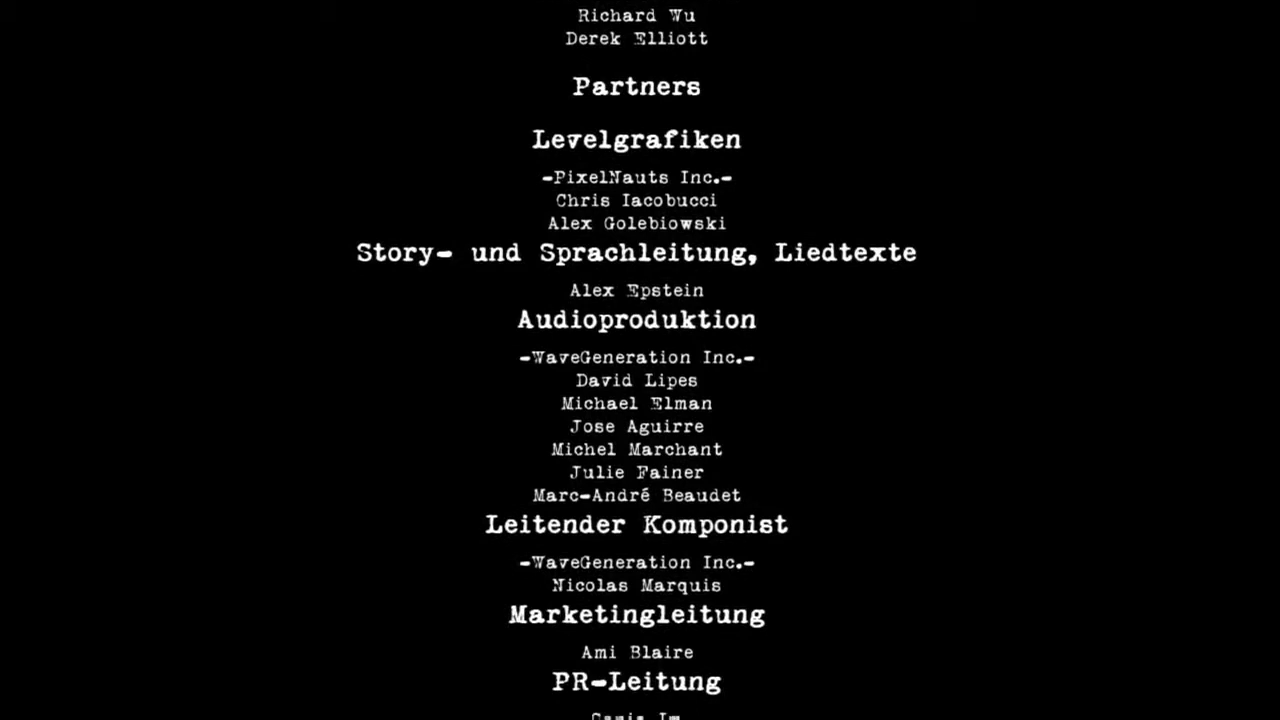 Richard Wu
Derek Elliott
Partners
Levelgrafiken
-PixelNauts Inc.-
Chris Iacobucci
Alex Golebiowski
Story- und Sprachleitung, Liedtexte
Alex Epstein
Audioproduktion
-WaveGeneration Inc.-
David Lipes
Michael Elman
Jose Aguirre
Michel Marchant
Julie Fainer
Marc-André Beaudet
Leitender Komponist
-WaveGeneration Inc.-
Nicolas Marquis
Marketingleitung
Ami Blaire
PR-Leitung